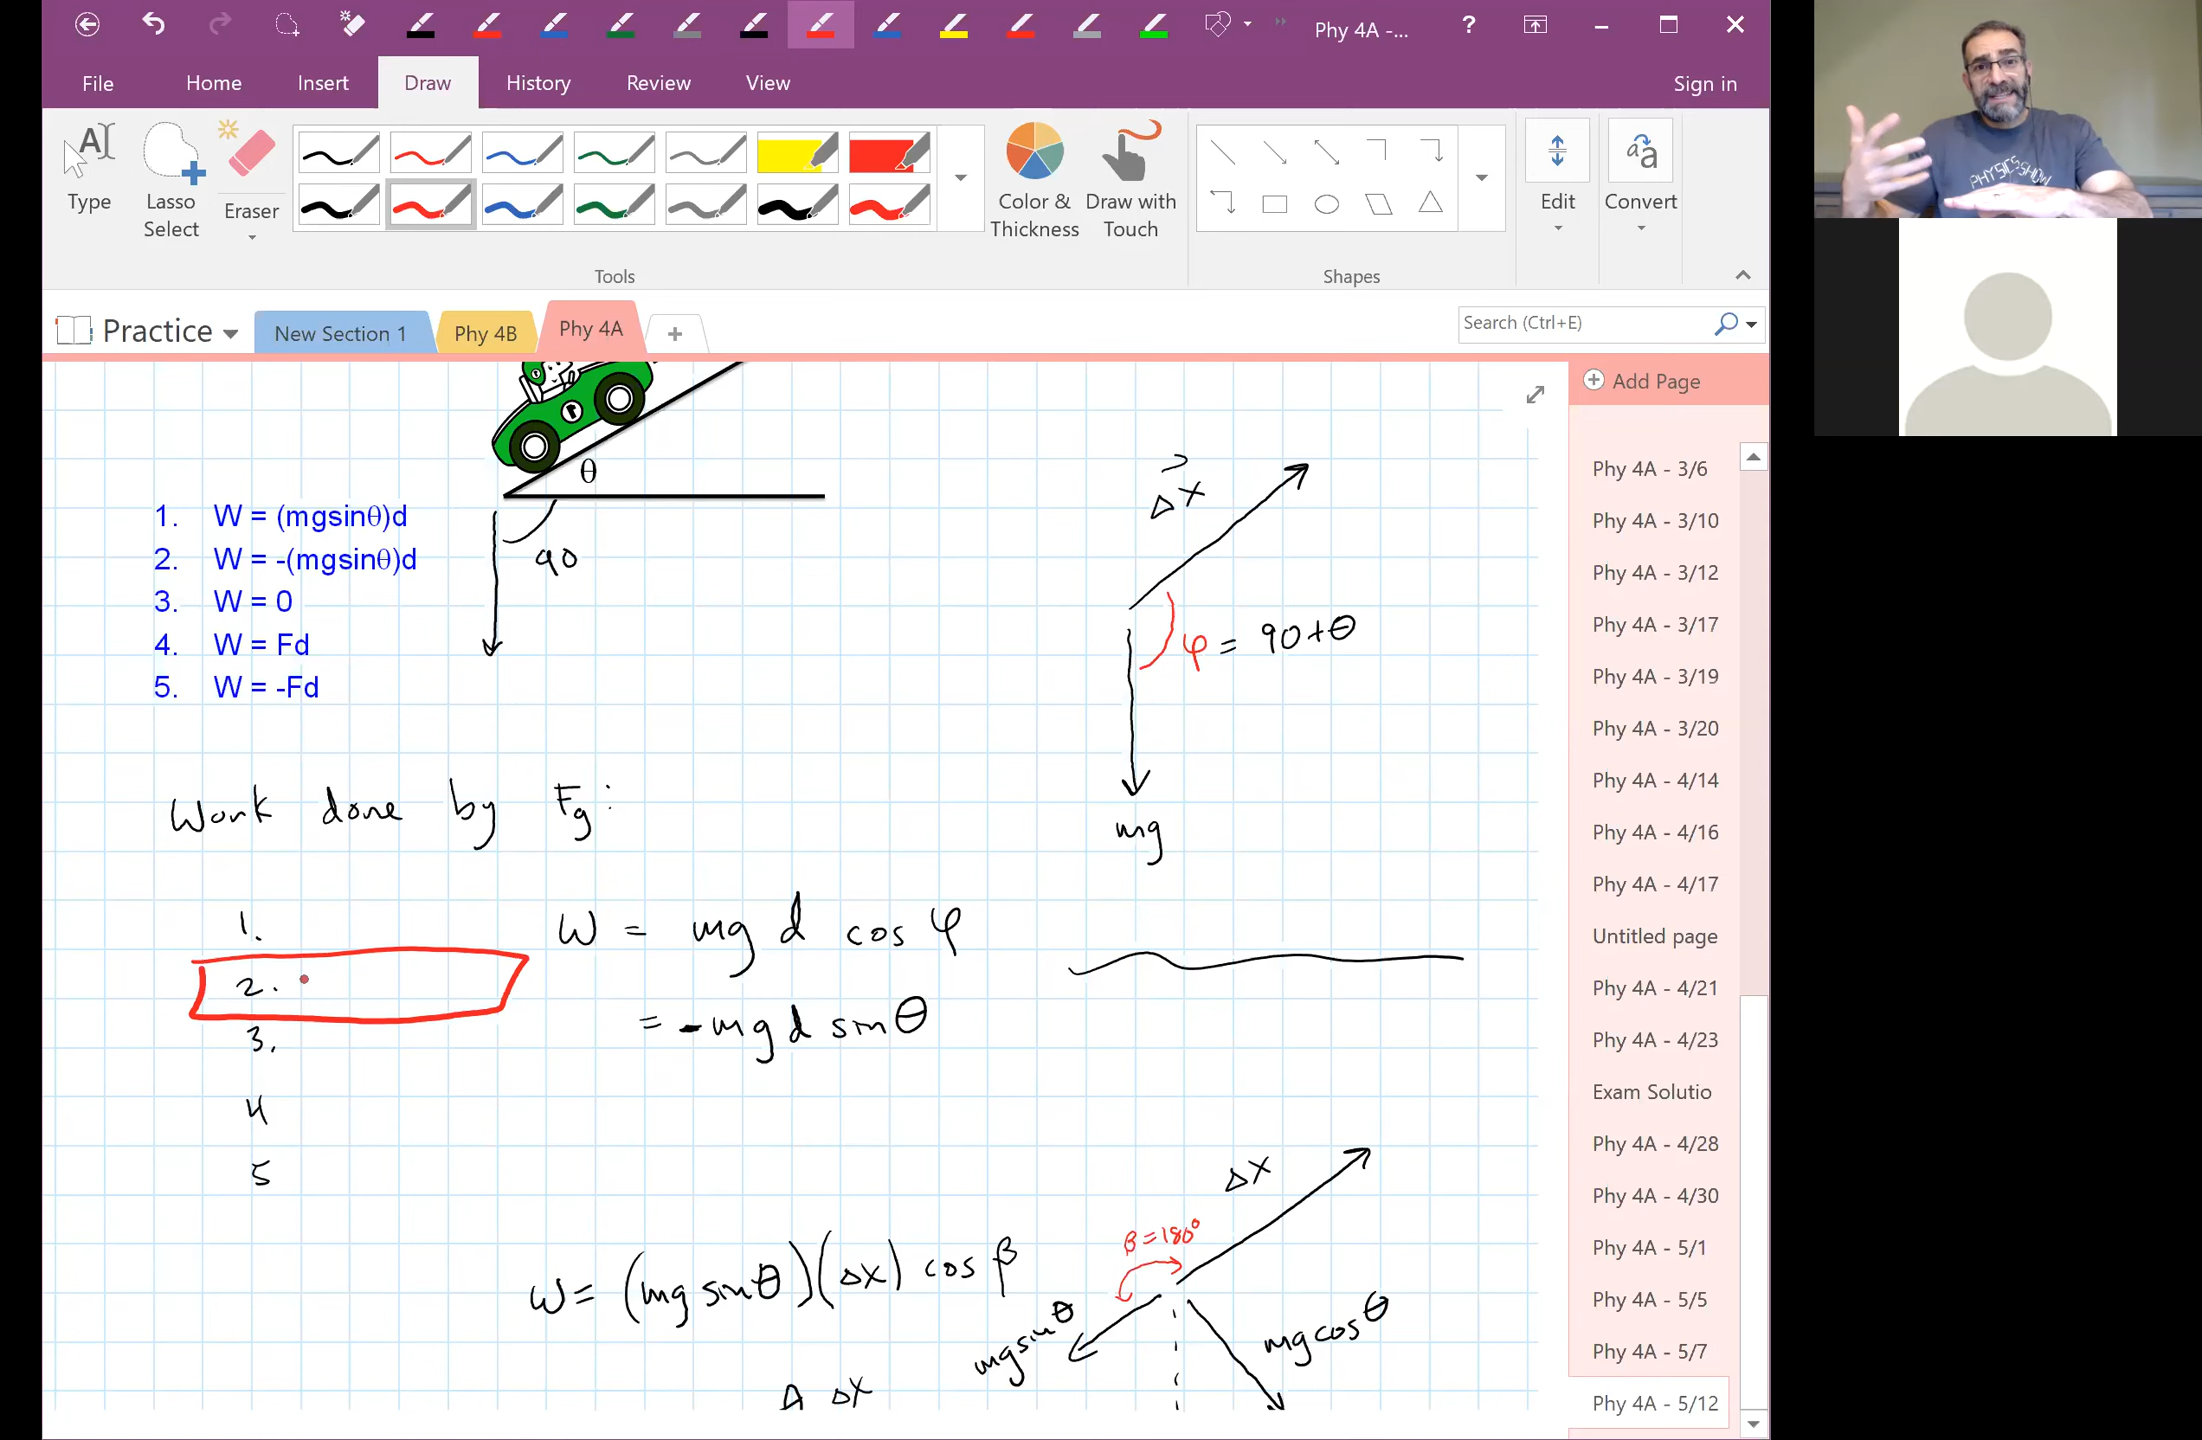 Phy 4A -...
?
File Home Insert Draw History Review View Sign in
Type
Lasso
Select
Eraser
Color &
Thickness
Draw with
Touch
Edit
Convert
Tools
Shapes
Practice
New Section 1
Phy 4B
Phy 4A
Search (Ctrl+E)
Add Page
Phy 4A - 3/6
Phy 4A - 3/10
Phy 4A - 3/12
Phy 4A - 3/17
Phy 4A - 3/19
Phy 4A - 3/20
Phy 4A - 4/14
Phy 4A - 4/16
Phy 4A - 4/17
Untitled page
Phy 4A - 4/21
Phy 4A - 4/23
Exam Solutio
Phy 4A - 4/28
Phy 4A - 4/30
Phy 4A - 5/1
Phy 4A - 5/5
Phy 4A - 5/7
Phy 4A - 5/12
PHYSICS SHOW
θ
1. W = (mgsinθ)d
2. W = -(mgsinθ)d
3. W = 0
4. W = Fd
5. W = -Fd
90
Δx
φ = 90+θ
mg
Work done by Fg:
1.
2.
3.
4
5
W = mg d cos φ
= -mg d sin θ
W = (mg sinθ)(Δx) cos β
Δx
β = 180°
mg sinθ
mg cosθ
Δx